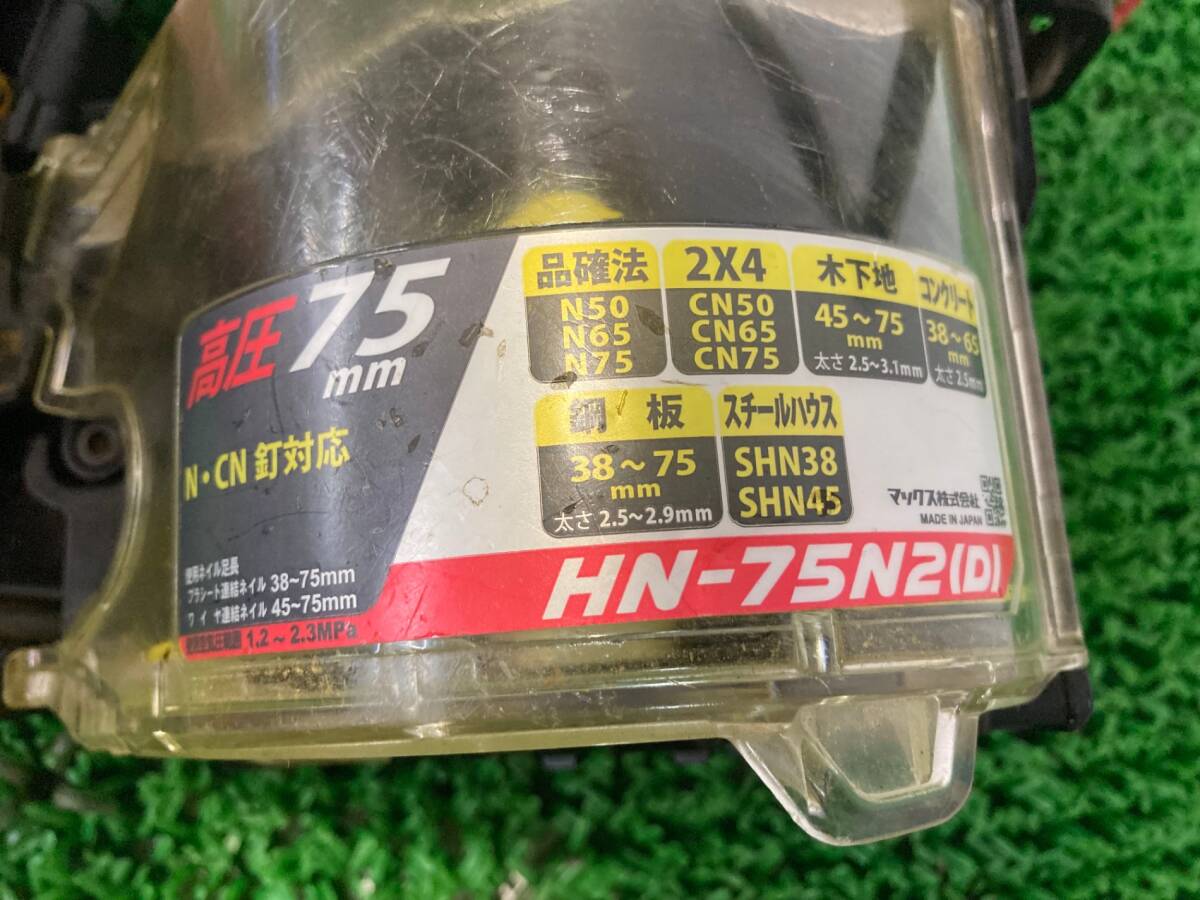 高圧 75
mm
N・CN 釘対応
使用ネイル足長
プラシート連結ネイル 38~75mm
ワイヤ連結ネイル 45~75mm
1.2 ~ 2.3MPa
品確法
N50
N65
N75
2X4
CN50
CN65
CN75
木下地
45~75
mm
太さ 2.5~3.1mm
コンクリート
38~65
mm
太さ 2.5mm
鋼 板
38~75
mm
太さ 2.5~2.9mm
スチールハウス
SHN38
SHN45
マックス株式会社
MADE IN JAPAN
HN-75N2(D)